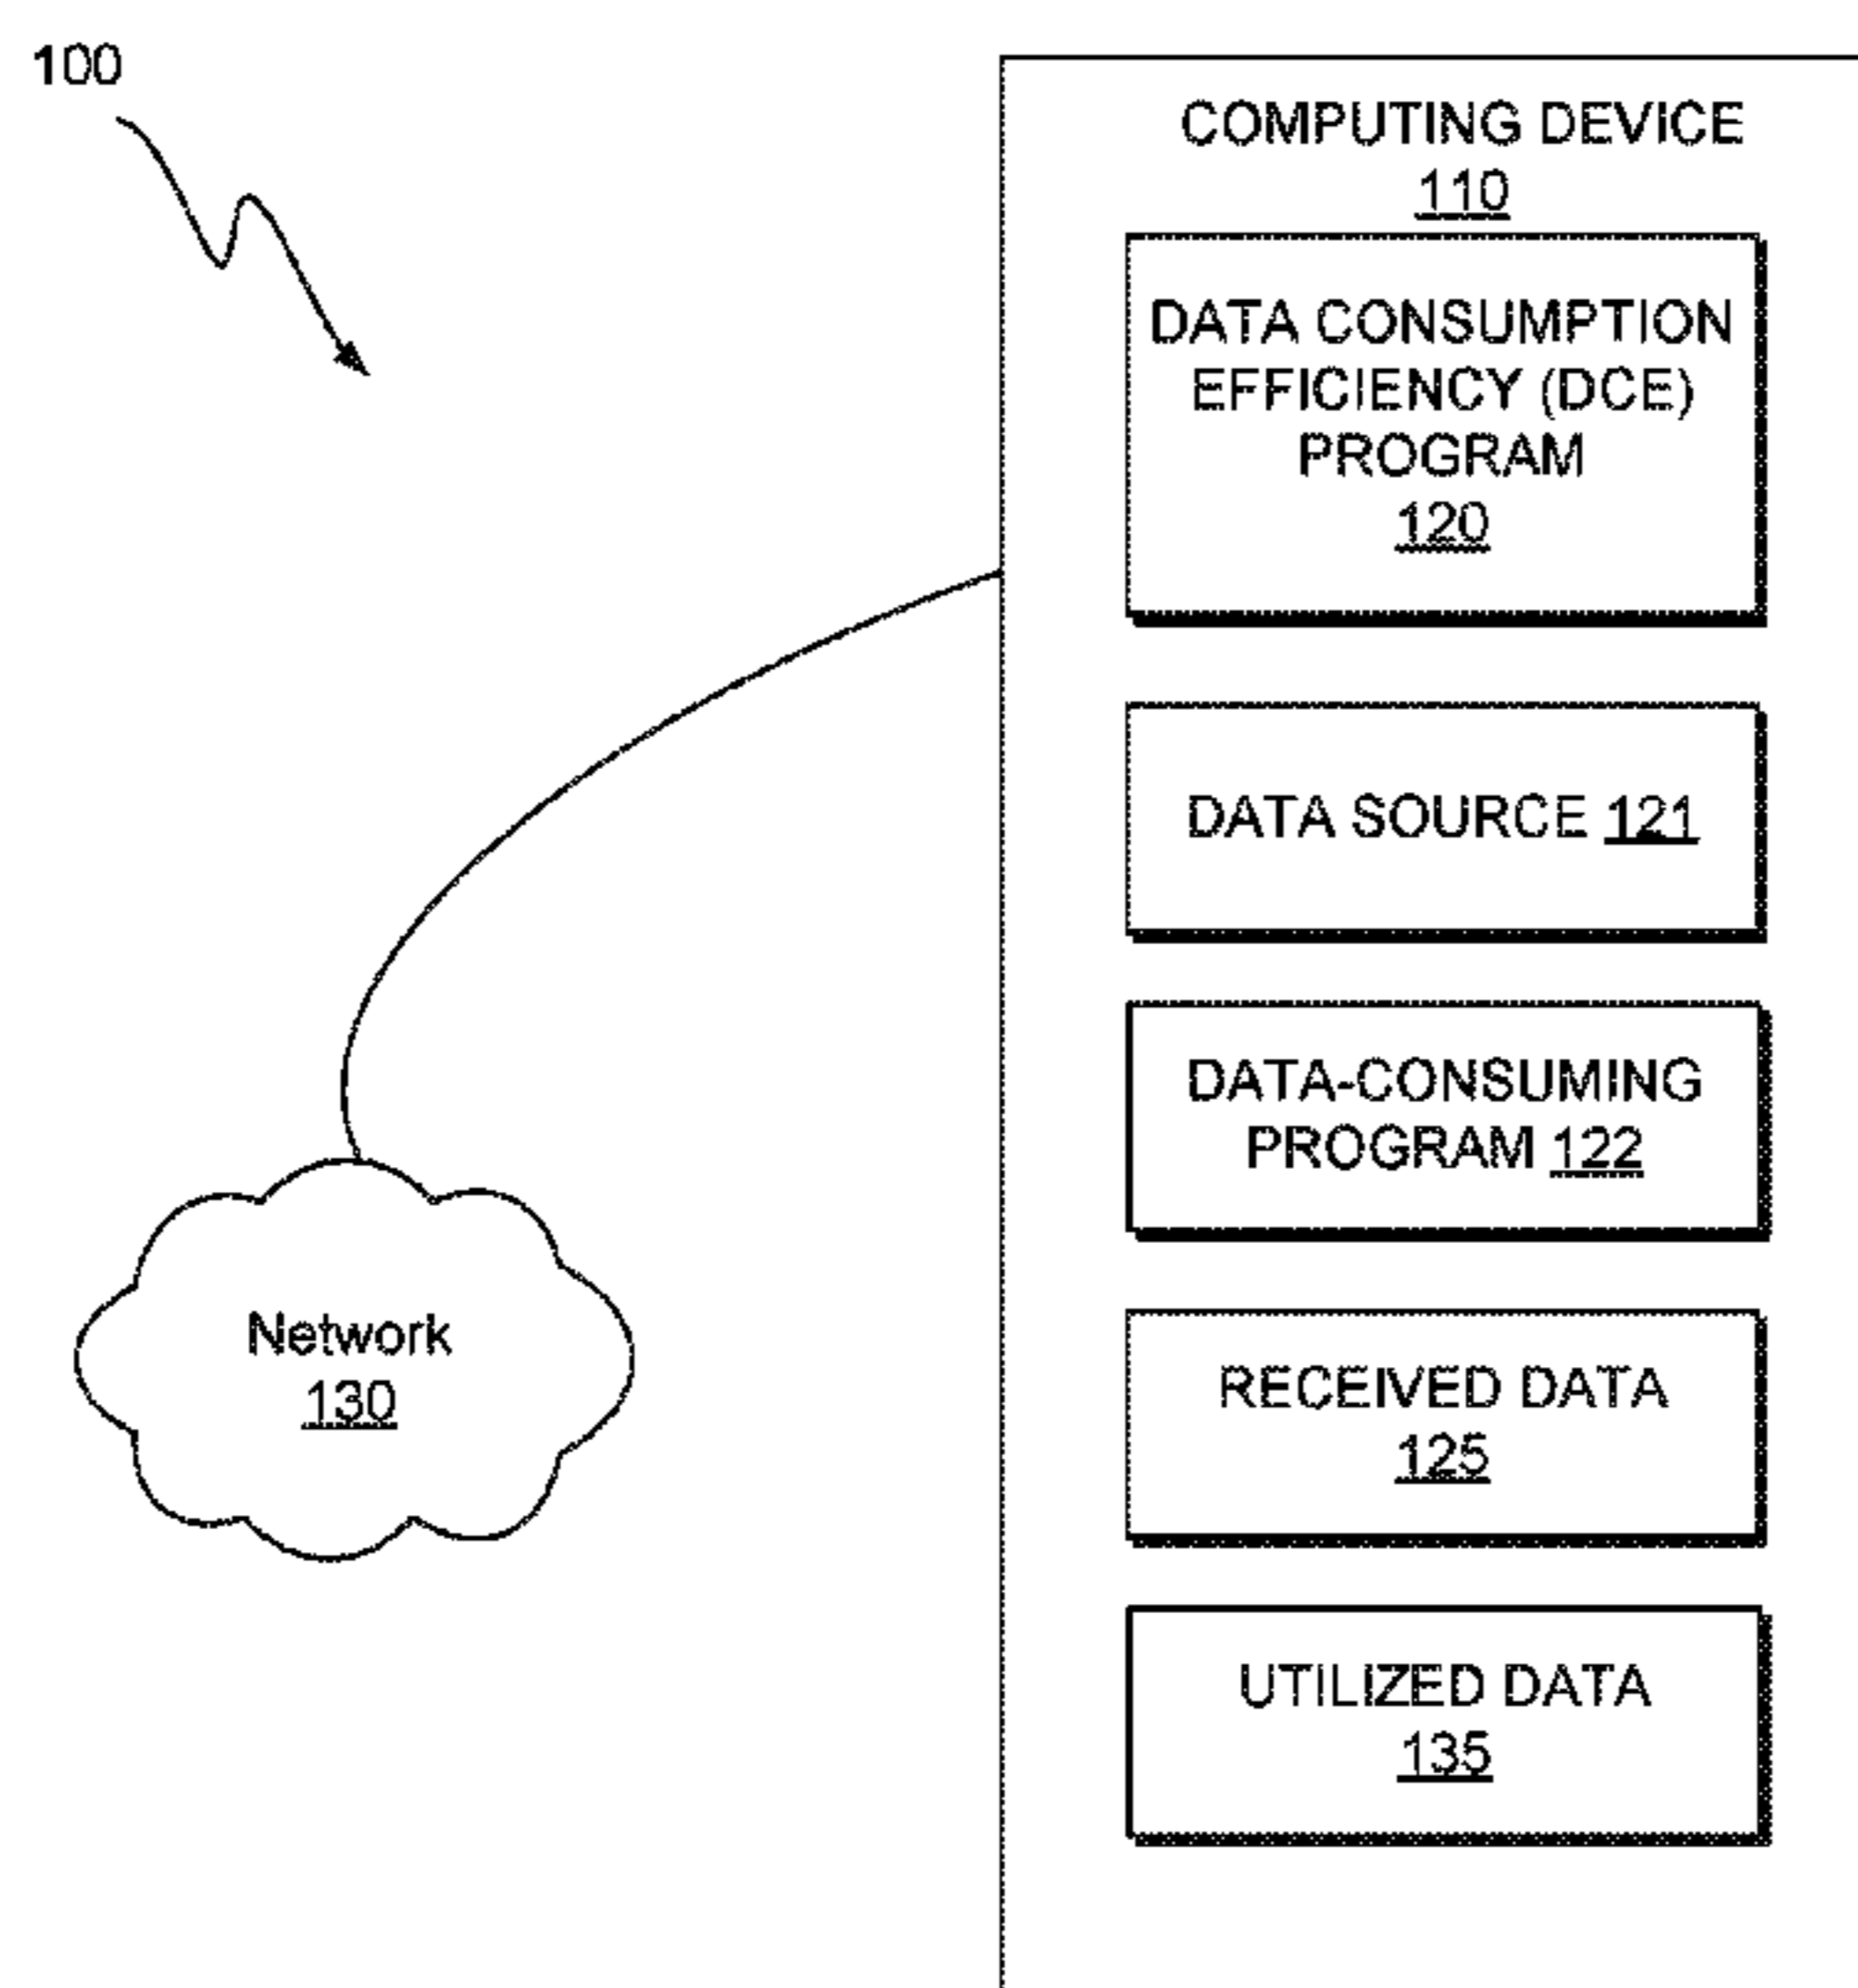 100
COMPUTING DEVICE
110
DATA CONSUMPTION
EFFICIENCY (DCE)
PROGRAM
120
DATA SOURCE 121
DATA-CONSUMING
PROGRAM 122
Network
130
RECEIVED DATA
125
UTILIZED DATA
135